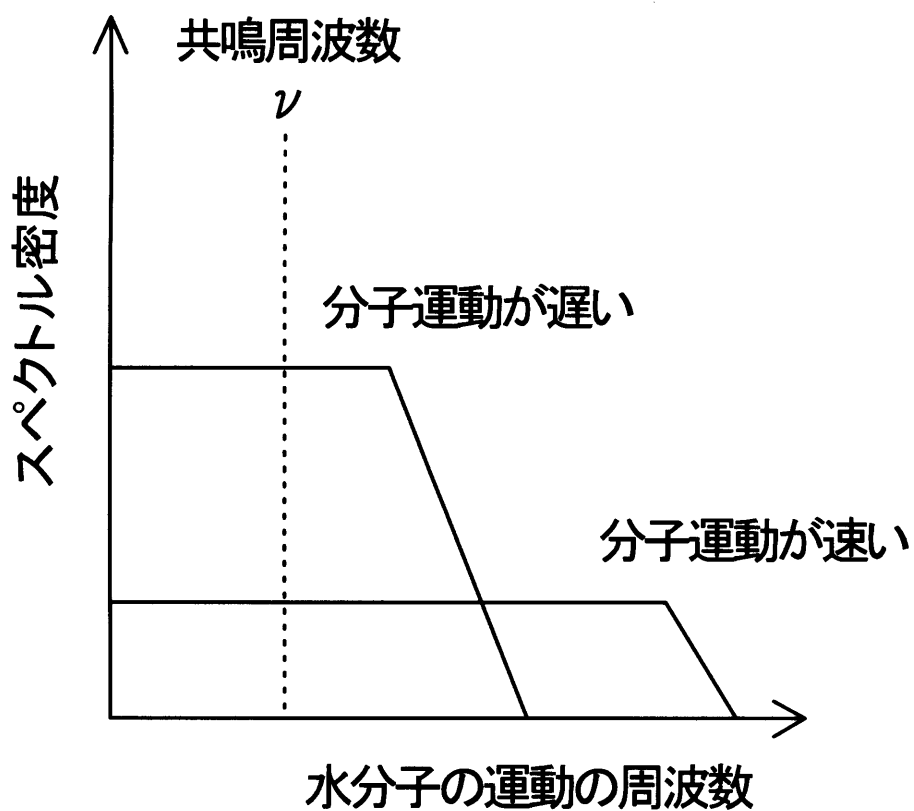 共鳴周波数
ν
スペクトル密度
分子運動が遅い
分子運動が速い
水分子の運動の周波数